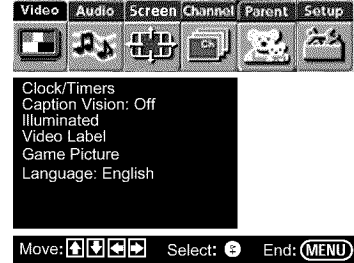 Video Audio Screen Channel Parent Setup
Ch
Clock/Timers
Caption Vision: Off
Illuminated
Video Label
Game Picture
Language: English
Move: Select: End: MENU